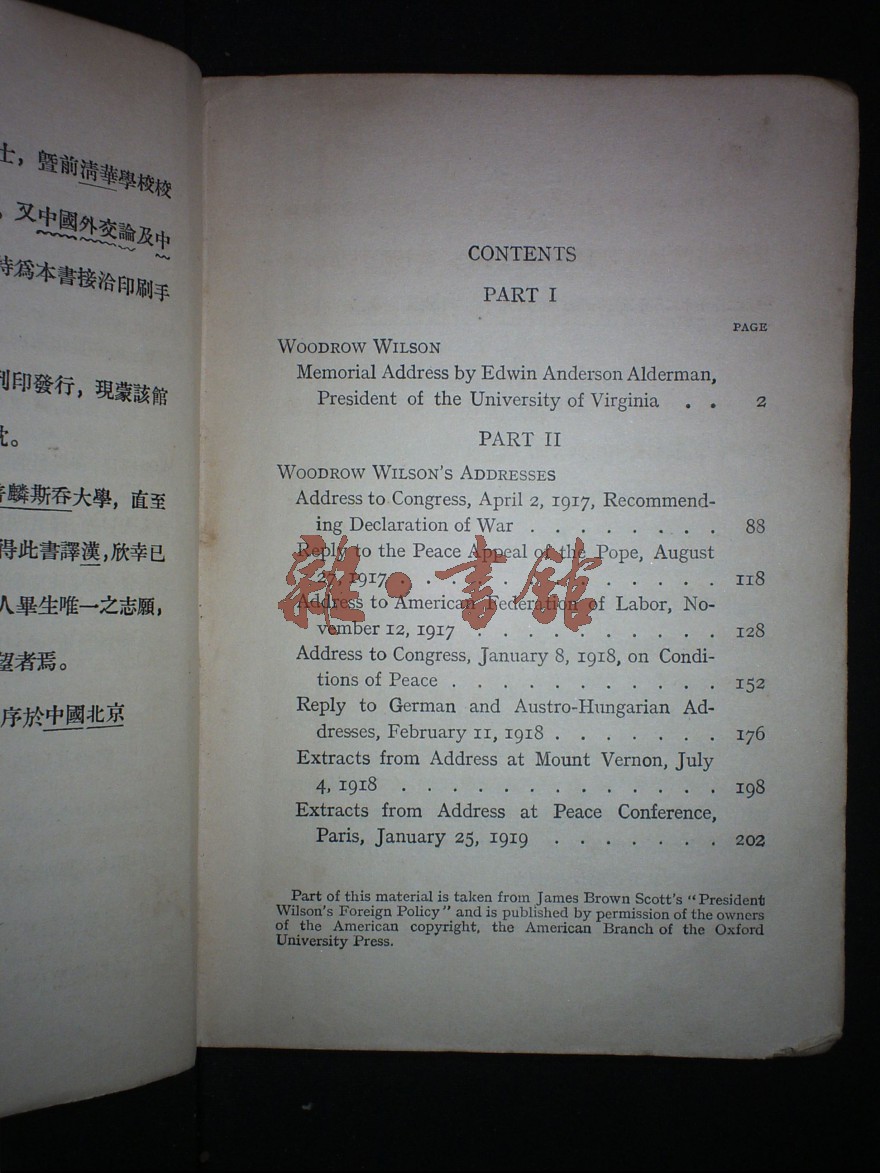 士，曁前淸華學校校
，又中國外交論及中
特爲本書接洽印刷手
刊印發行，現蒙該館
忱。
普麟斯呑大學，直至
得此書譯漢，欣幸已
人畢生唯一之志願，
望者焉。
序於中國北京
CONTENTS
PART I
PAGE
WOODROW WILSON
Memorial Address by Edwin Anderson Alderman,
President of the University of Virginia . . 2
PART II
WOODROW WILSON'S ADDRESSES
Address to Congress, April 2, 1917, Recommend-
ing Declaration of War . . . . . . . . 88
Reply to the Peace Appeal of the Pope, August
27, 1917 . . . . . . . . . . . . 118
Address to American Federation of Labor, No-
vember 12, 1917 . . . . . . . . . . 128
Address to Congress, January 8, 1918, on Condi-
tions of Peace . . . . . . . . . . . 152
Reply to German and Austro-Hungarian Ad-
dresses, February 11, 1918 . . . . . . . 176
Extracts from Address at Mount Vernon, July
4, 1918 . . . . . . . . . . . . . 198
Extracts from Address at Peace Conference,
Paris, January 25, 1919 . . . . . . . 202
Part of this material is taken from James Brown Scott's "President
Wilson's Foreign Policy" and is published by permission of the owners
of the American copyright, the American Branch of the Oxford
University Press.
雜·書館